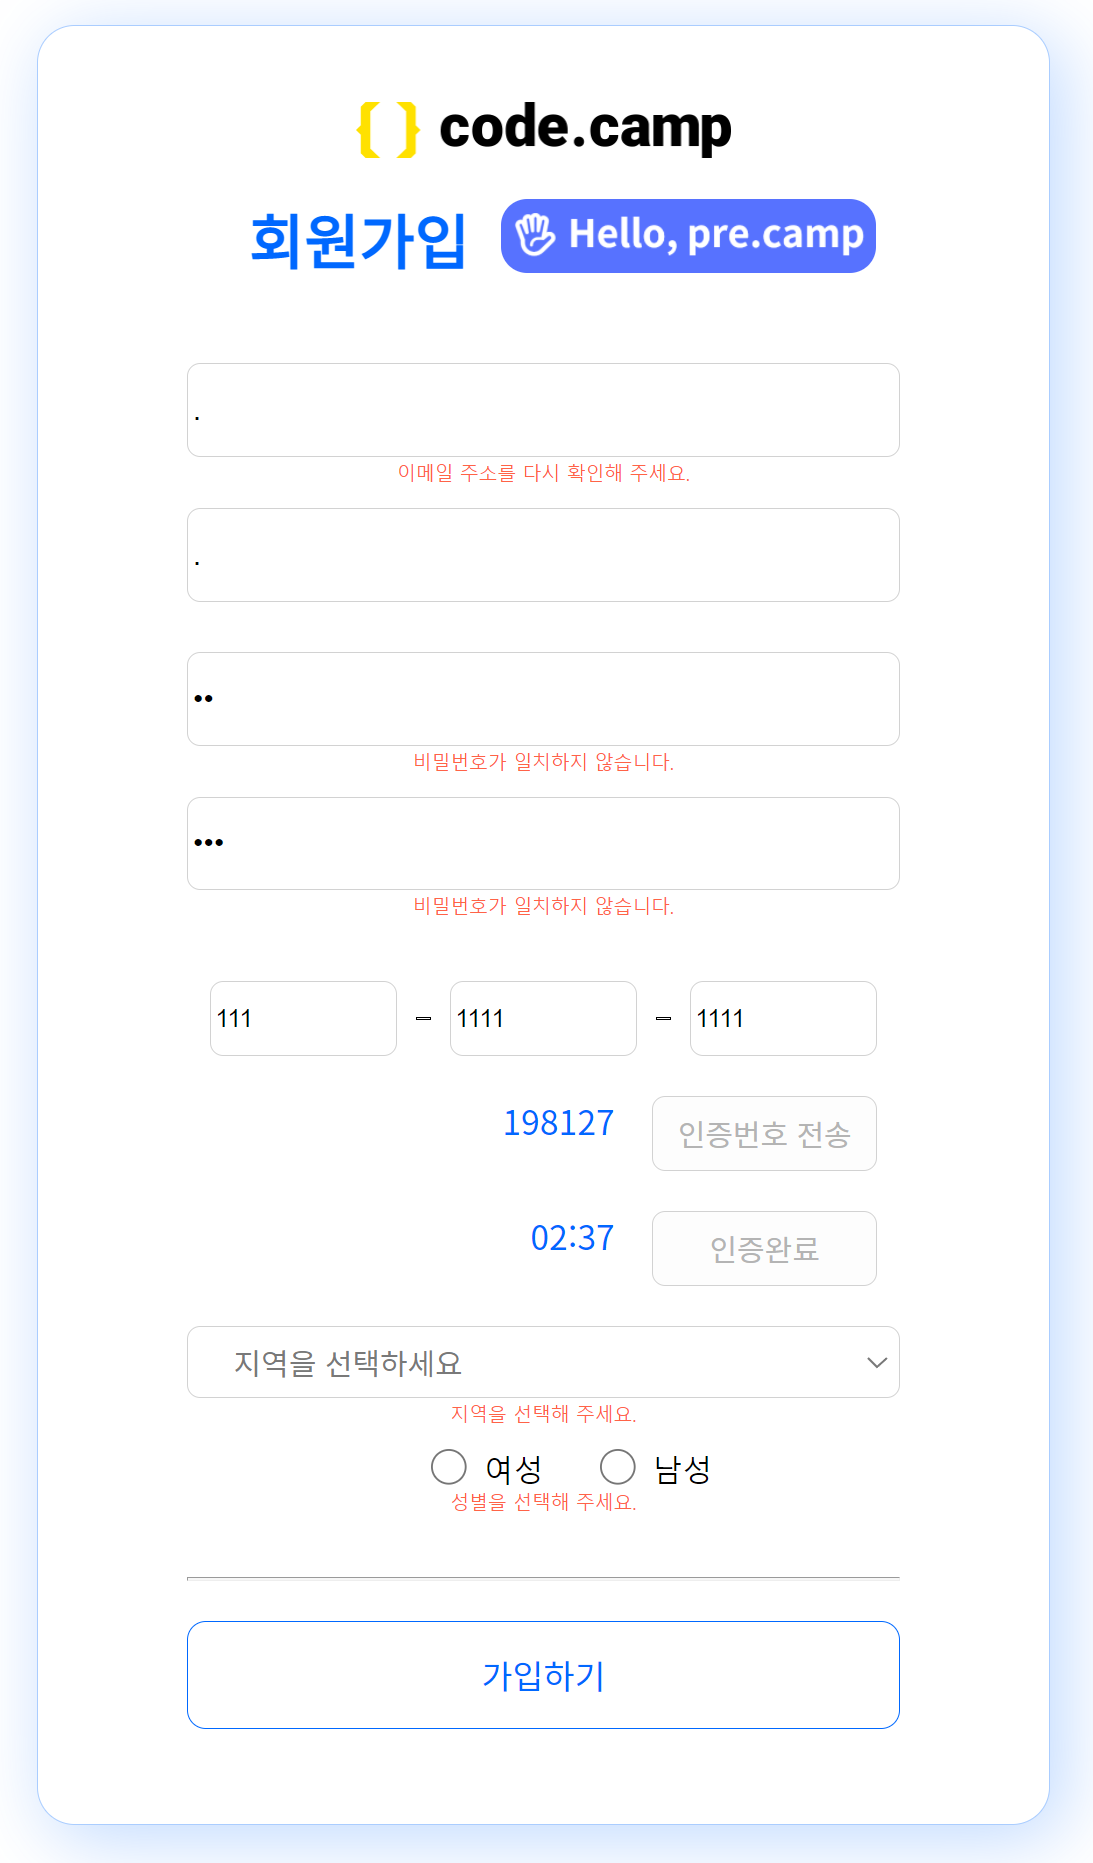 { } code.camp
회원가입 Hello, pre.camp
.
이메일 주소를 다시 확인해 주세요.
.
••
비밀번호가 일치하지 않습니다.
•••
비밀번호가 일치하지 않습니다.
111 - 1111 - 1111
198127 인증번호 전송
02:37 인증완료
지역을 선택하세요
지역을 선택해 주세요.
여성 남성
성별을 선택해 주세요.
가입하기